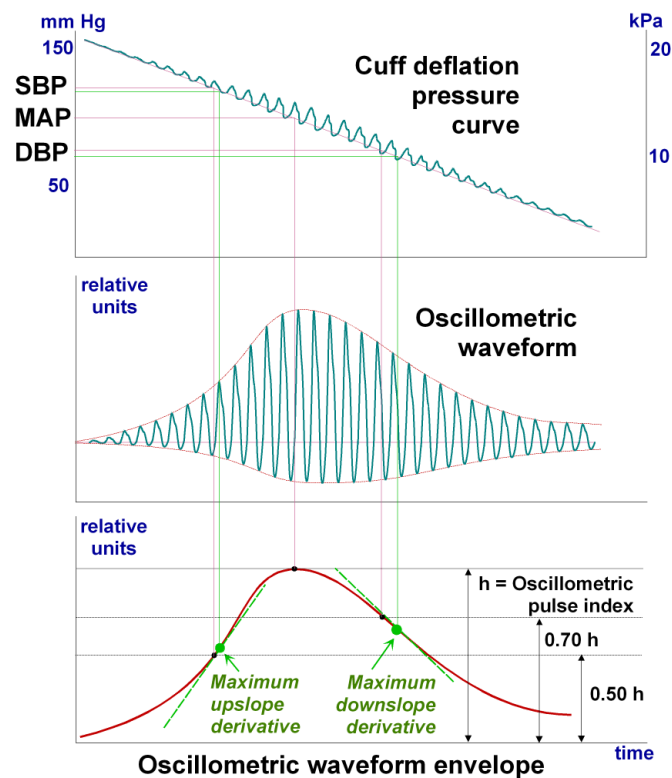 mm Hg
kPa
150
20
SBP
MAP
DBP
50
10
Cuff deflation
pressure
curve
relative
units
Oscillometric
waveform
relative
units
h = Oscillometric
pulse index
0.70 h
0.50 h
Maximum
upslope
derivative
Maximum
downslope
derivative
time
Oscillometric waveform envelope